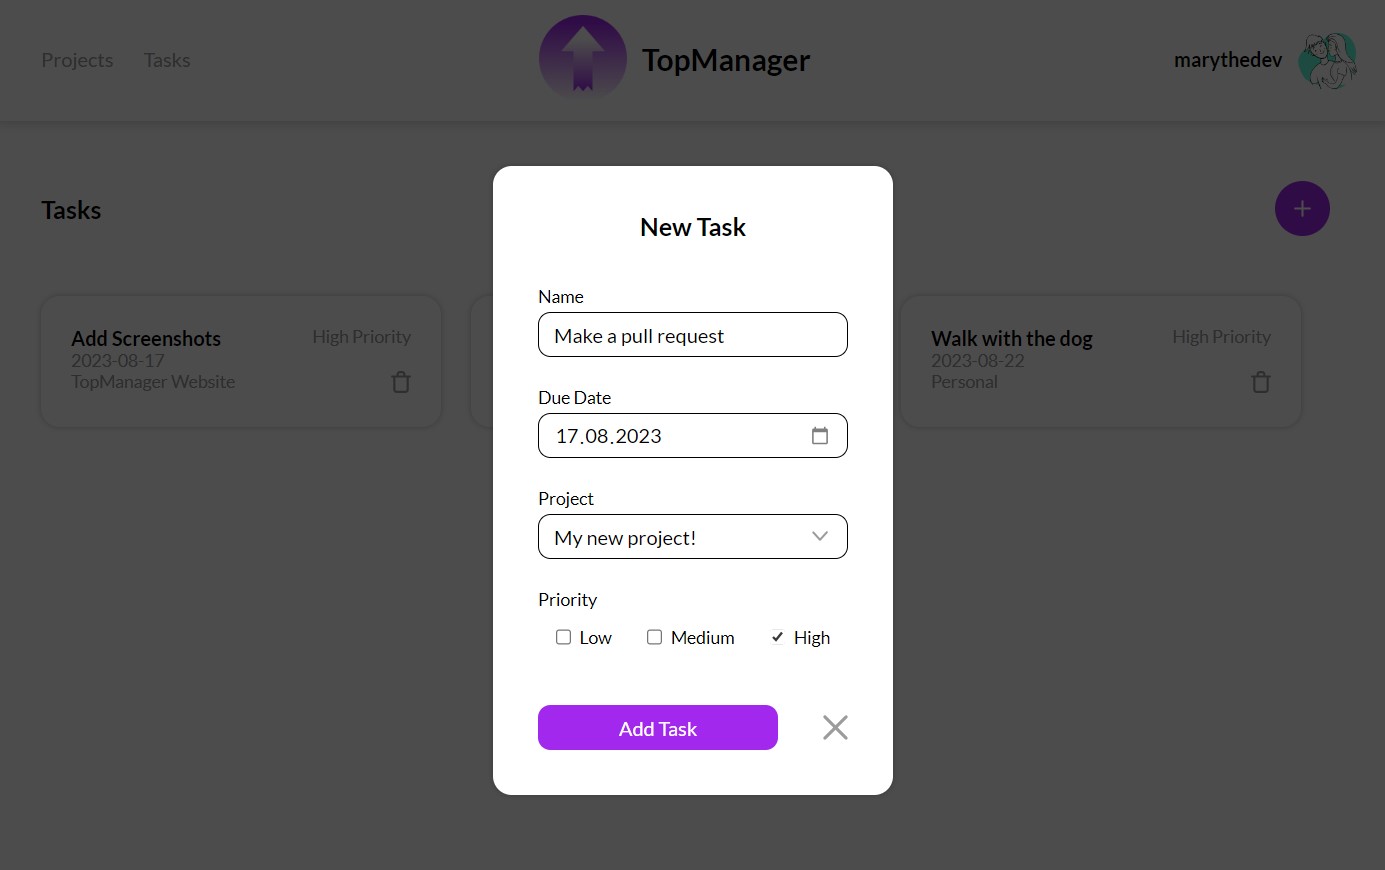 Projects Tasks TopManager marythedev
Tasks
New Task
Name
Make a pull request
Due Date
17.08.2023
Project
My new project!
Priority
Low Medium High
Add Task
Add Screenshots High Priority
2023-08-17
TopManager Website
Walk with the dog High Priority
2023-08-22
Personal